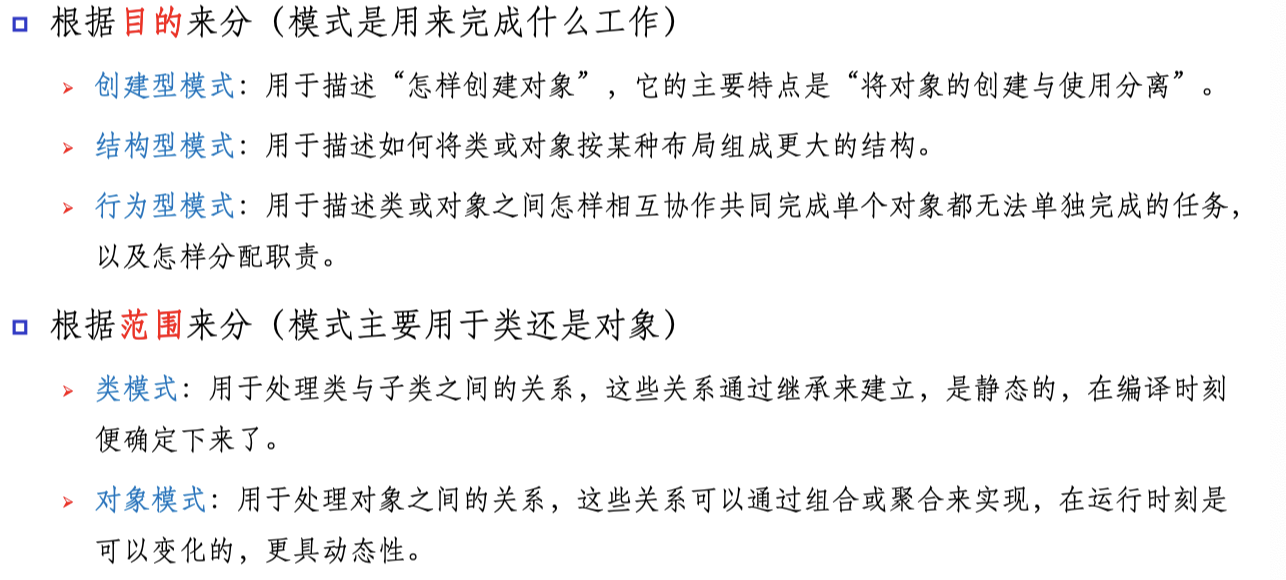 根据目的来分（模式是用来完成什么工作）
创建型模式：用于描述“怎样创建对象”，它的主要特点是“将对象的创建与使用分离”。
结构型模式：用于描述如何将类或对象按某种布局组成更大的结构。
行为型模式：用于描述类或对象之间怎样相互协作共同完成单个对象都无法单独完成的任务，
以及怎样分配职责。
根据范围来分（模式主要用于类还是对象）
类模式：用于处理类与子类之间的关系，这些关系通过继承来建立，是静态的，在编译时刻
便确定下来了。
对象模式：用于处理对象之间的关系，这些关系可以通过组合或聚合来实现，在运行时刻是
可以变化的，更具动态性。